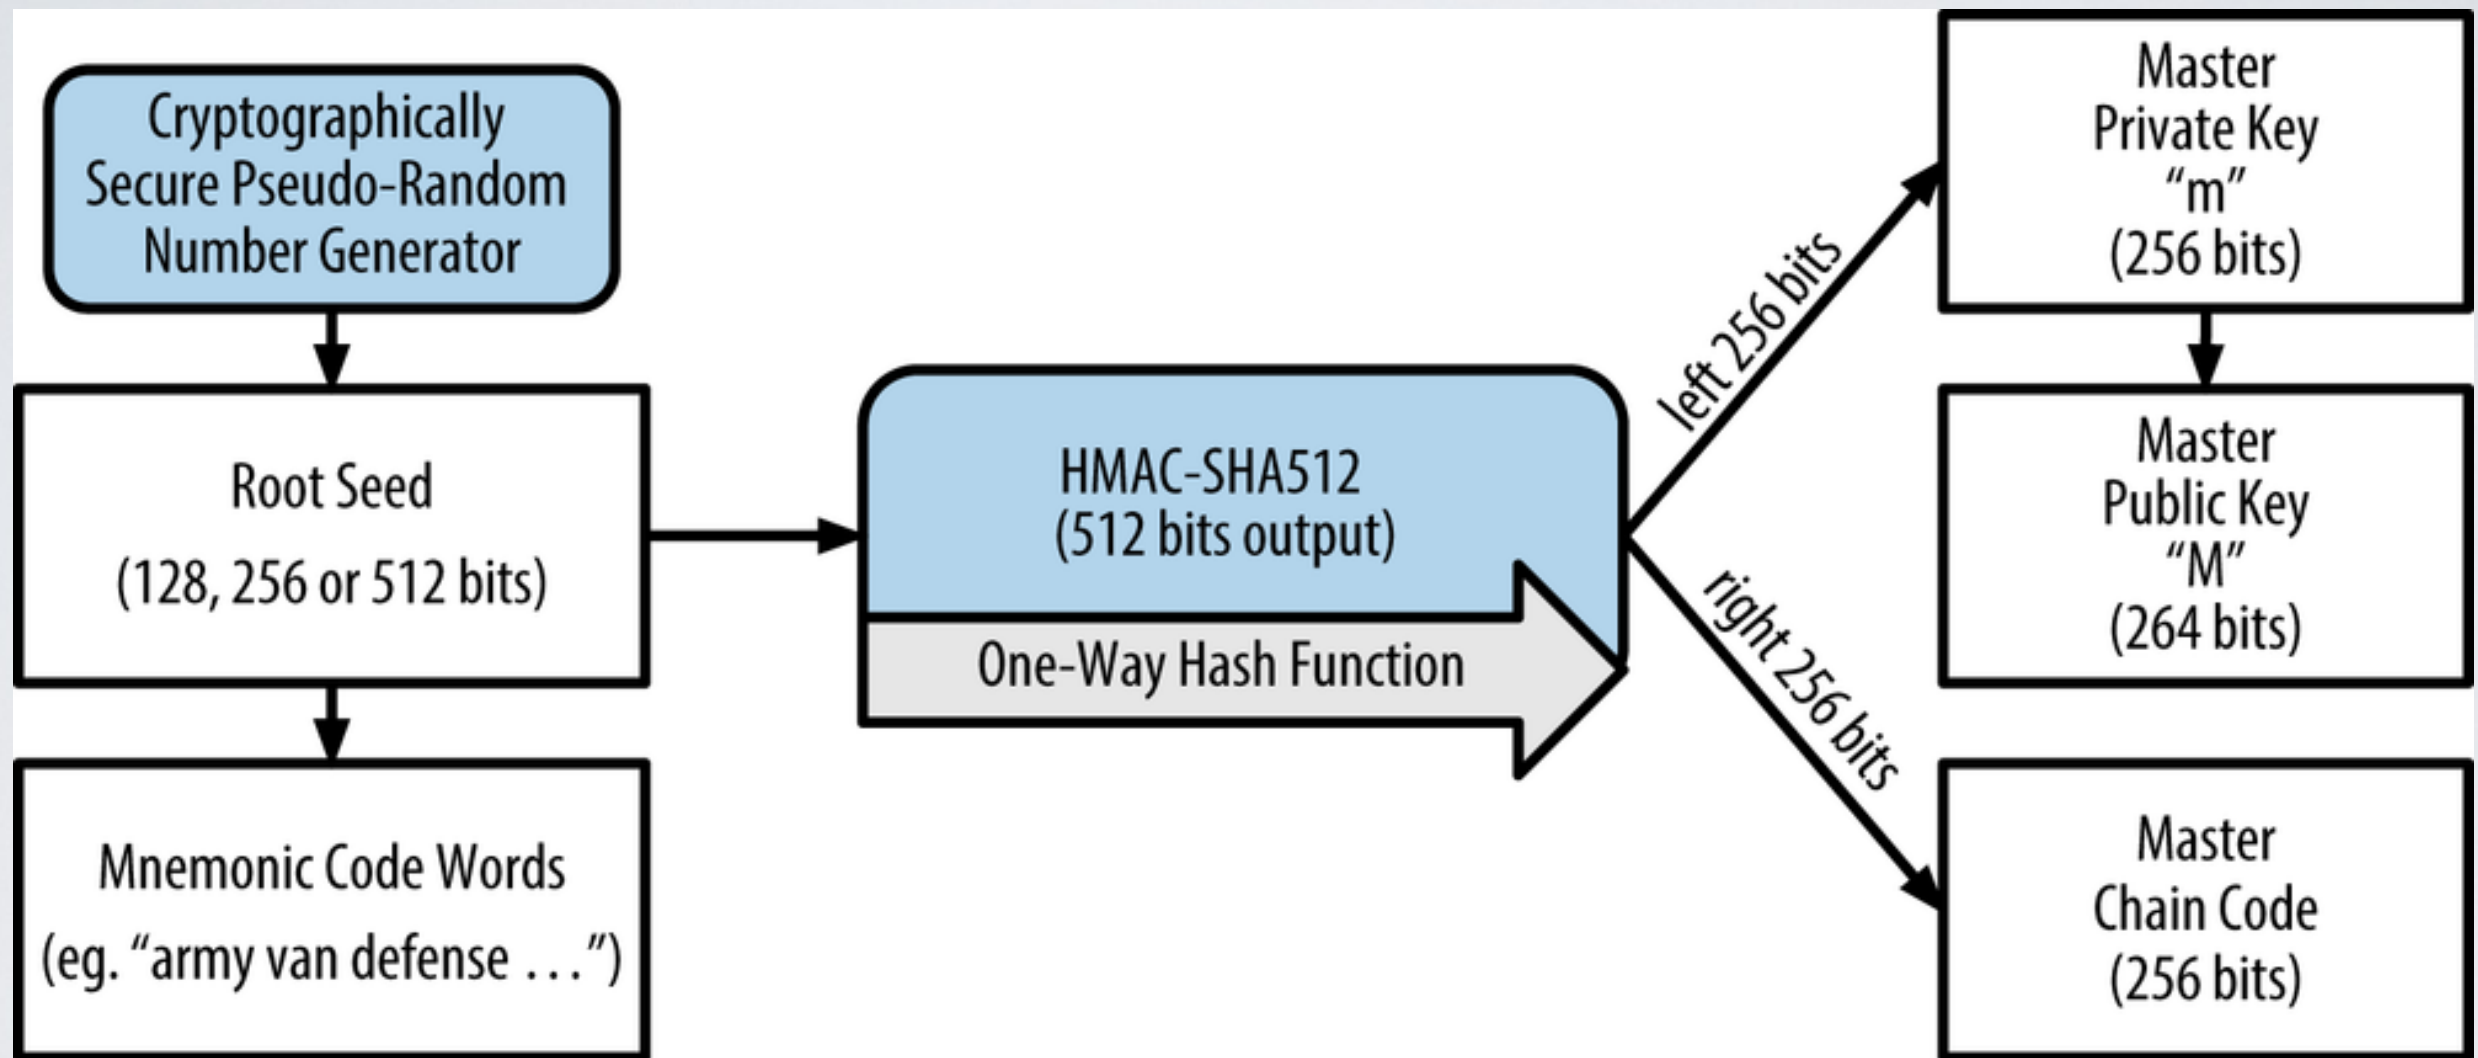 Cryptographically
Secure Pseudo-Random
Number Generator
Root Seed
(128, 256 or 512 bits)
Mnemonic Code Words
(eg. “army van defense …”)
HMAC-SHA512
(512 bits output)
One-Way Hash Function
left 256 bits
right 256 bits
Master
Private Key
“m”
(256 bits)
Master
Public Key
“M”
(264 bits)
Master
Chain Code
(256 bits)